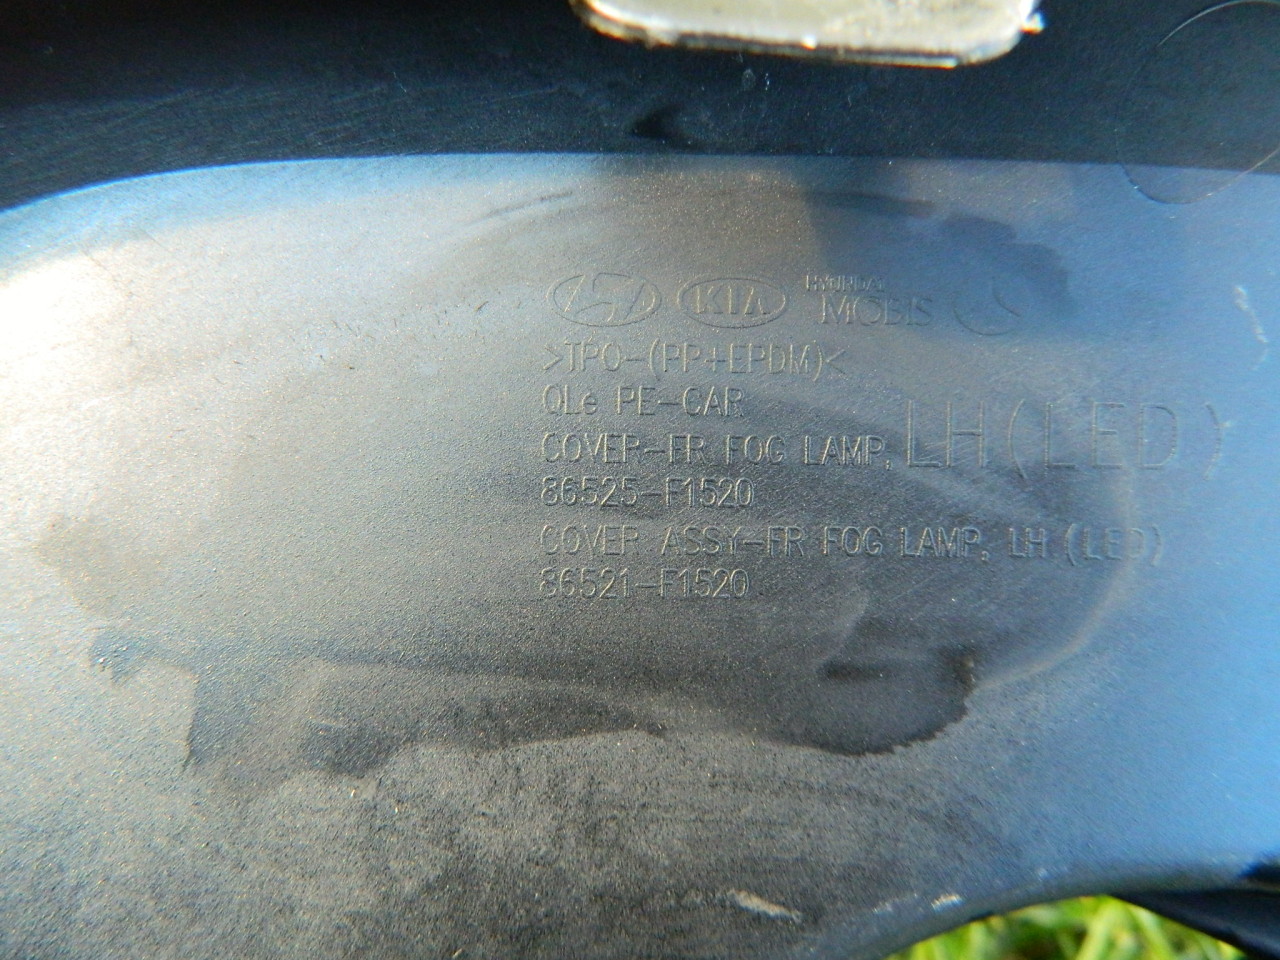 KIA HYUNDAI MOBIS
>TPO-(PP+EPDM)<
QLe PE-CAR
COVER-FR FOG LAMP, LH(LED)
86525-F1520
COVER ASSY-FR FOG LAMP, LH (LED)
86521-F1520